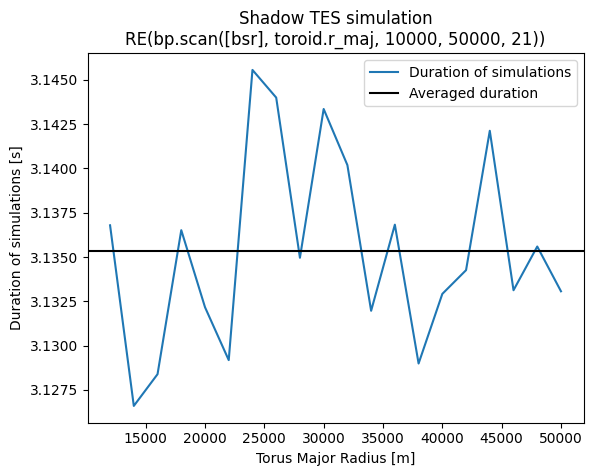 Shadow TES simulation
RE(bp.scan([bsr], toroid.r_maj, 10000, 50000, 21))
Duration of simulations
Averaged duration
3.1450
3.1425
3.1400
3.1375
3.1350
3.1325
3.1300
3.1275
Duration of simulations [s]
15000 20000 25000 30000 35000 40000 45000 50000
Torus Major Radius [m]